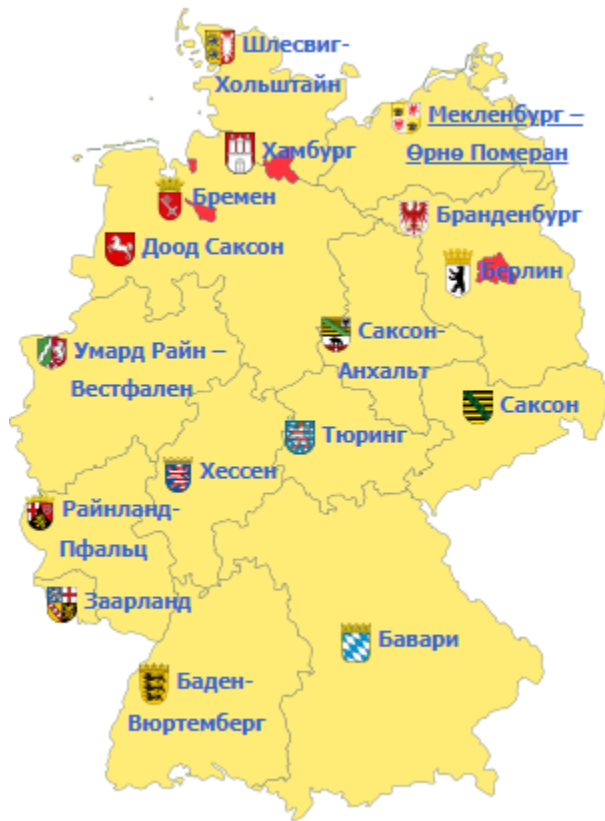 Шлесвиг-
Хольштайн
Мекленбург –
Өрнө Померан
Хамбург
Бремен
Бранденбург
Доод Саксон
Берлин
Умард Райн –
Вестфален
Саксон-
Анхальт
Саксон
Тюринг
Хессен
Райнланд-
Пфальц
Заарланд
Бавари
Баден-
Вюртемберг